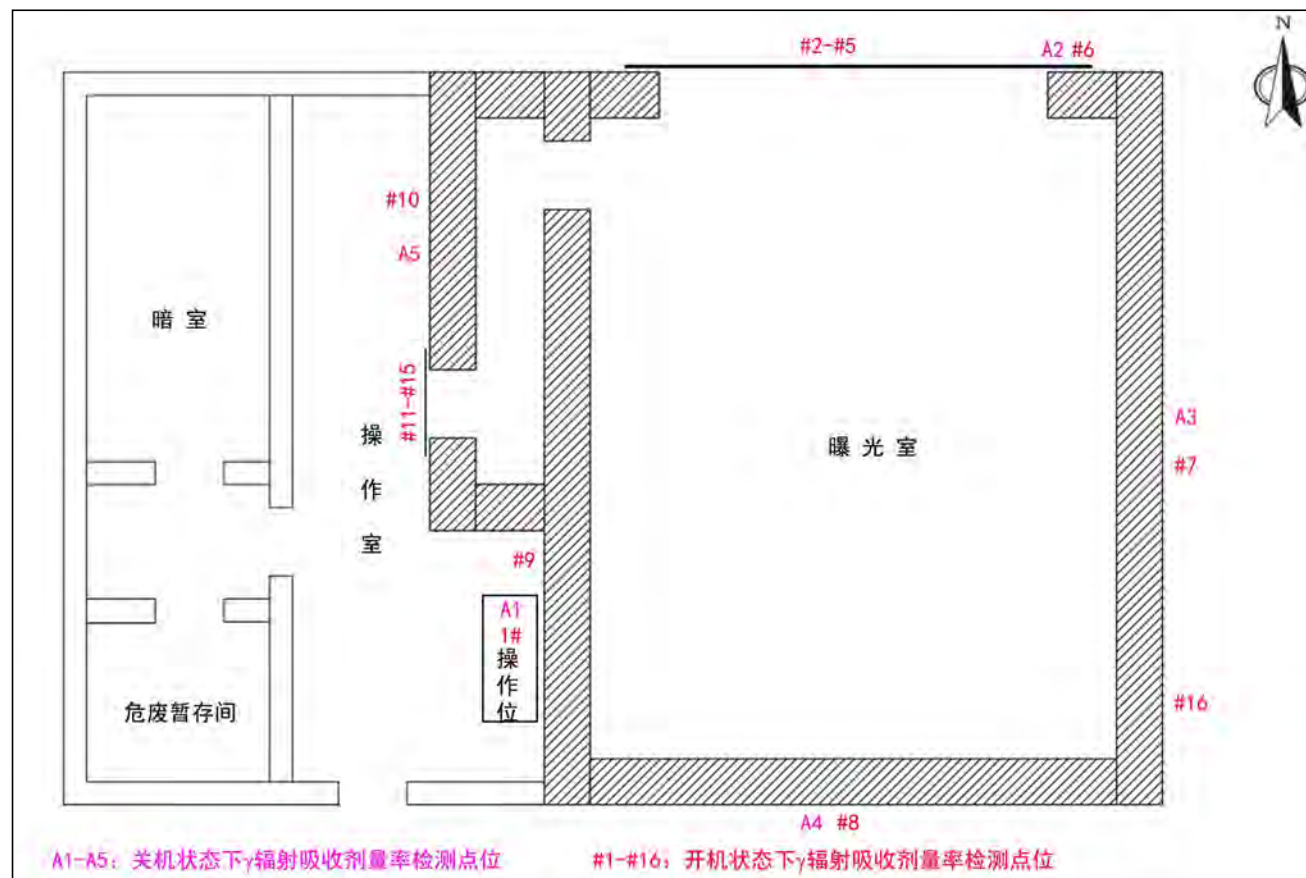 N
#2-#5
A2 #6
#10
A5
暗 室
#11-#15
操
作
室
曝 光 室
A3
#7
#9
A1
1#
操
作
位
危废暂存间
#16
A4 #8
A1-A5: 关机状态下γ辐射吸收剂量率检测点位
#1-#16: 开机状态下γ辐射吸收剂量率检测点位